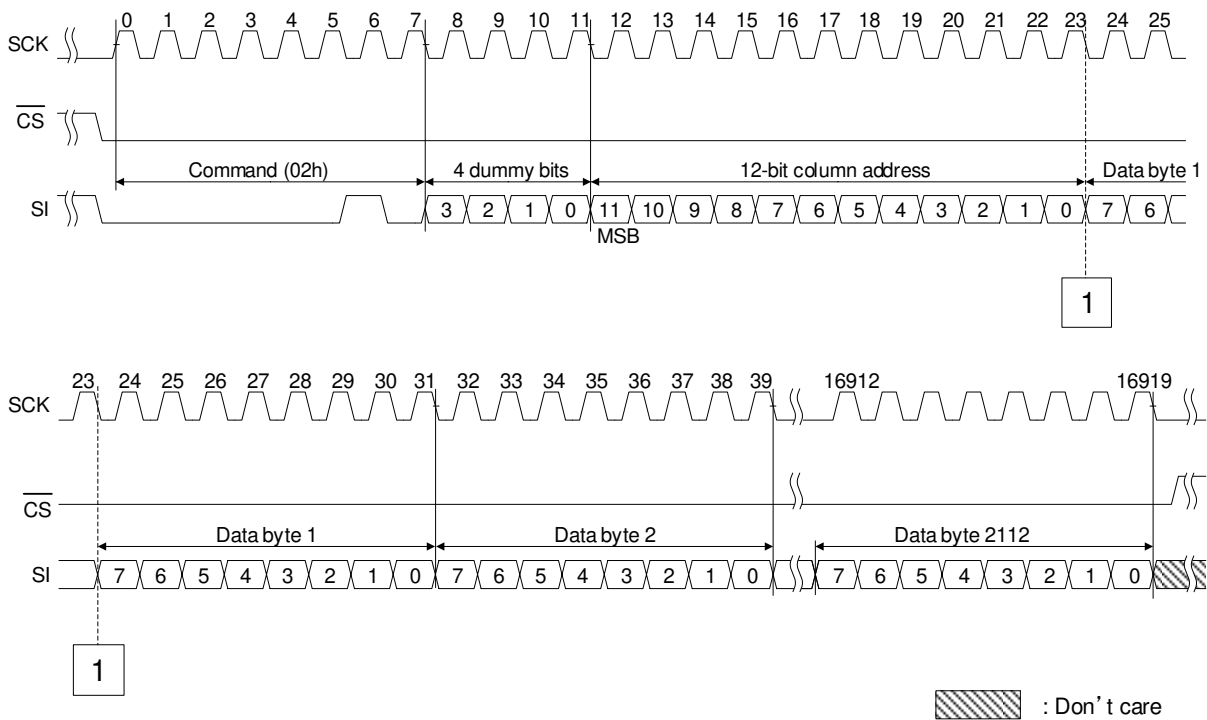 0 1 2 3 4 5 6 7 8 9 10 11 12 13 14 15 16 17 18 19 20 21 22 23 24 25
SCK
CS
Command (02h) 4 dummy bits 12-bit column address Data byte 1
SI 3 2 1 0 11 10 9 8 7 6 5 4 3 2 1 0 7 6
MSB
1
23 24 25 26 27 28 29 30 31 32 33 34 35 36 37 38 39 16912 16919
SCK
CS
Data byte 1 Data byte 2 Data byte 2112
SI 7 6 5 4 3 2 1 0 7 6 5 4 3 2 1 0 7 6 5 4 3 2 1 0
1
: Don't care